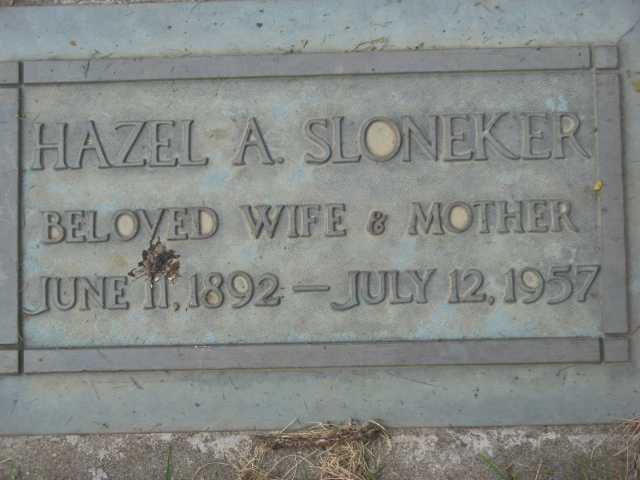 HAZEL A. SLONEKER
BELOVED WIFE & MOTHER
JUNE 11, 1892 — JULY 12, 1957